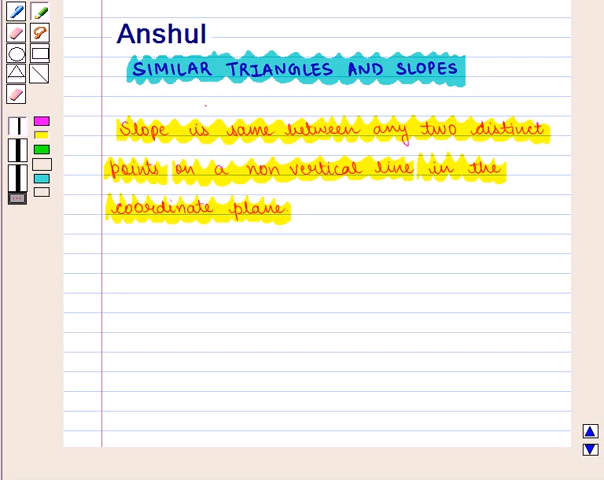 Anshul
SIMILAR TRIANGLES AND SLOPES
Slope is same between any two distinct
points on a non vertical line in the
coordinate plane.